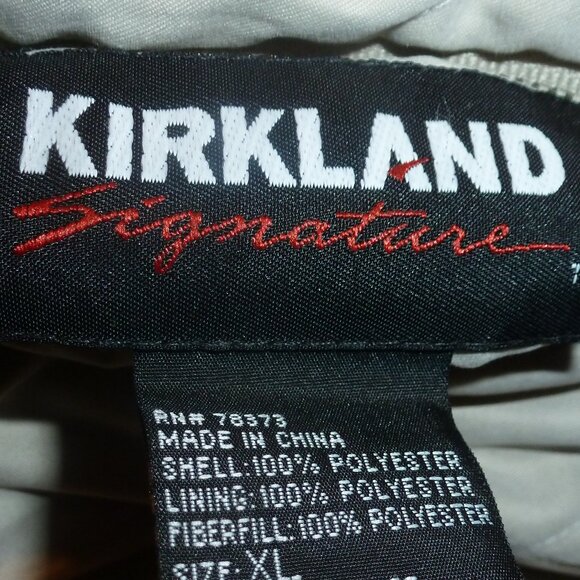 KIRKLAND
Signature
RN# 78373
MADE IN CHINA
SHELL:100% POLYESTER
LINING:100% POLYESTER
FIBERFILL:100% POLYESTER
SIZE: XL